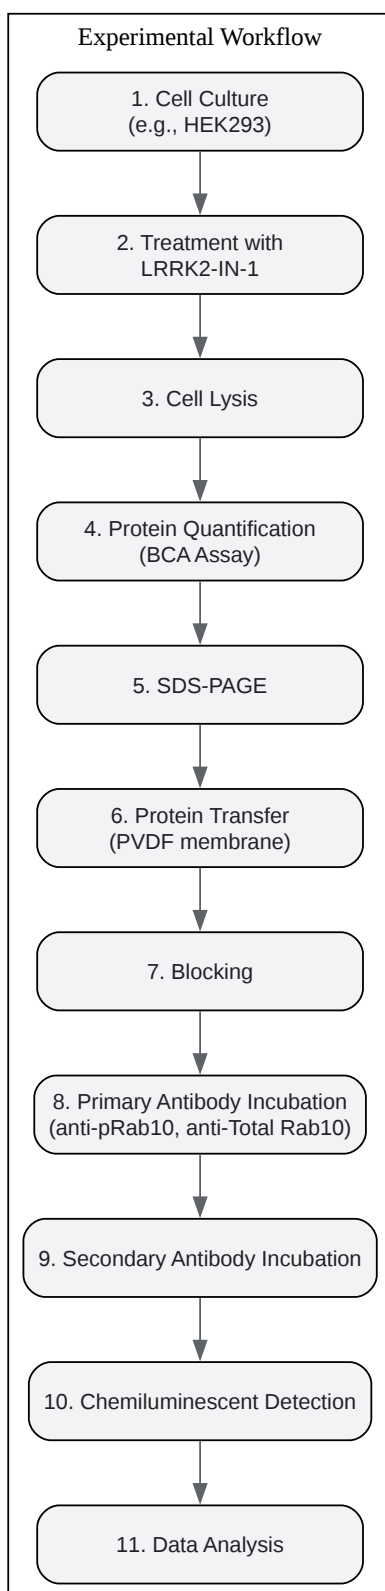 Experimental Workflow
1. Cell Culture
(e.g., HEK293)
2. Treatment with
LRRK2-IN-1
3. Cell Lysis
4. Protein Quantification
(BCA Assay)
5. SDS-PAGE
6. Protein Transfer
(PVDF membrane)
7. Blocking
8. Primary Antibody Incubation
(anti-pRab10, anti-Total Rab10)
9. Secondary Antibody Incubation
10. Chemiluminescent Detection
11. Data Analysis